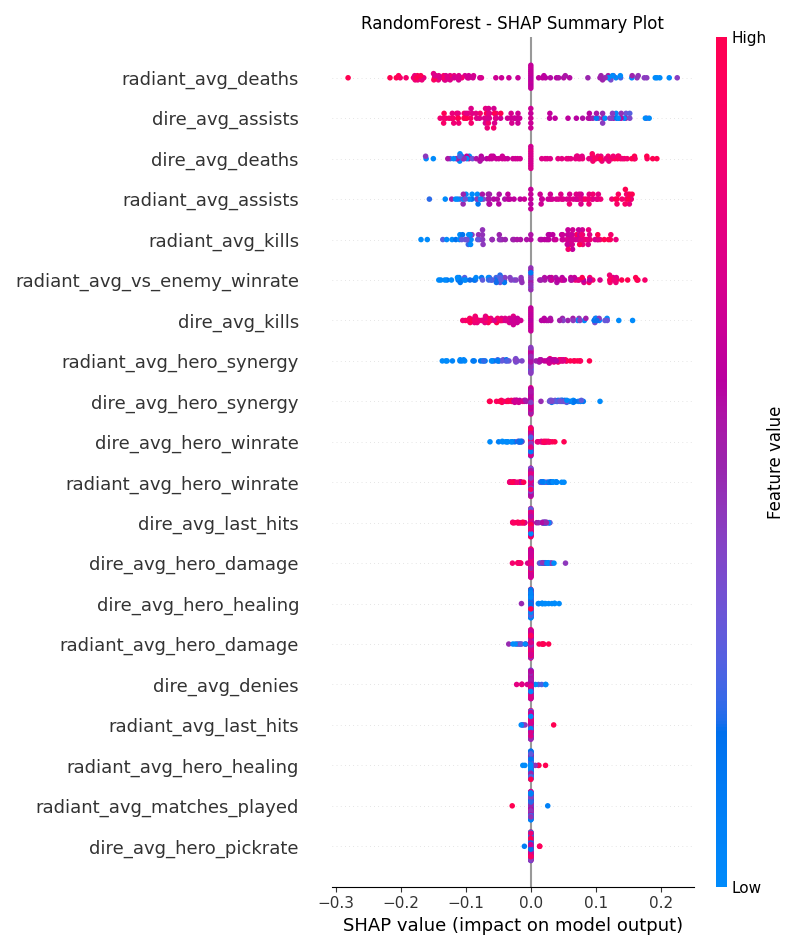 RandomForest - SHAP Summary Plot
High
radiant_avg_deaths
dire_avg_assists
dire_avg_deaths
radiant_avg_assists
radiant_avg_kills
radiant_avg_vs_enemy_winrate
dire_avg_kills
radiant_avg_hero_synergy
dire_avg_hero_synergy
dire_avg_hero_winrate
radiant_avg_hero_winrate
dire_avg_last_hits
dire_avg_hero_damage
dire_avg_hero_healing
radiant_avg_hero_damage
dire_avg_denies
radiant_avg_last_hits
radiant_avg_hero_healing
radiant_avg_matches_played
dire_avg_hero_pickrate
Feature value
Low
−0.3 −0.2 −0.1 0.0 0.1 0.2
SHAP value (impact on model output)